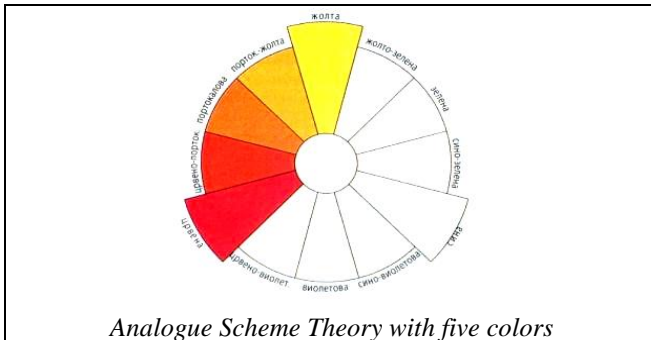 жолта
жолто-зелена
зелена
сино-зелена
сина
сино-виолетова
виолетова
црвено-виолет.
црвена
црвено-порток
портокалова
порток.-жолта
Analogue Scheme Theory with five colors